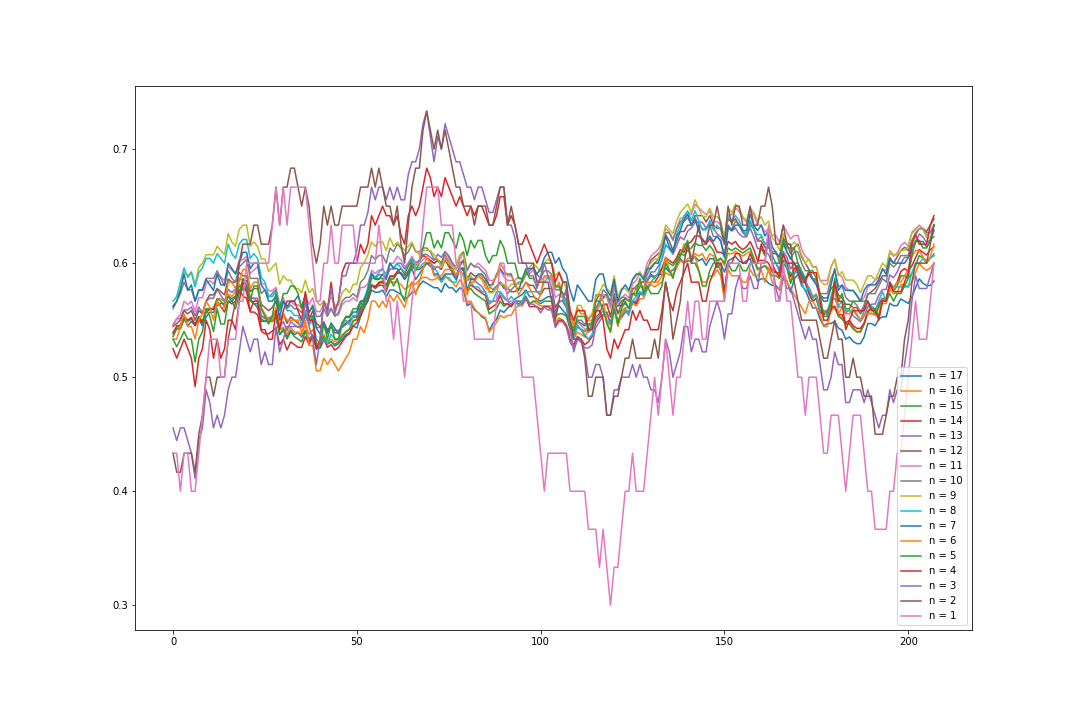 0.7
0.6
0.5
0.4
0.3
0 50 100 150 200
n = 17
n = 16
n = 15
n = 14
n = 13
n = 12
n = 11
n = 10
n = 9
n = 8
n = 7
n = 6
n = 5
n = 4
n = 3
n = 2
n = 1